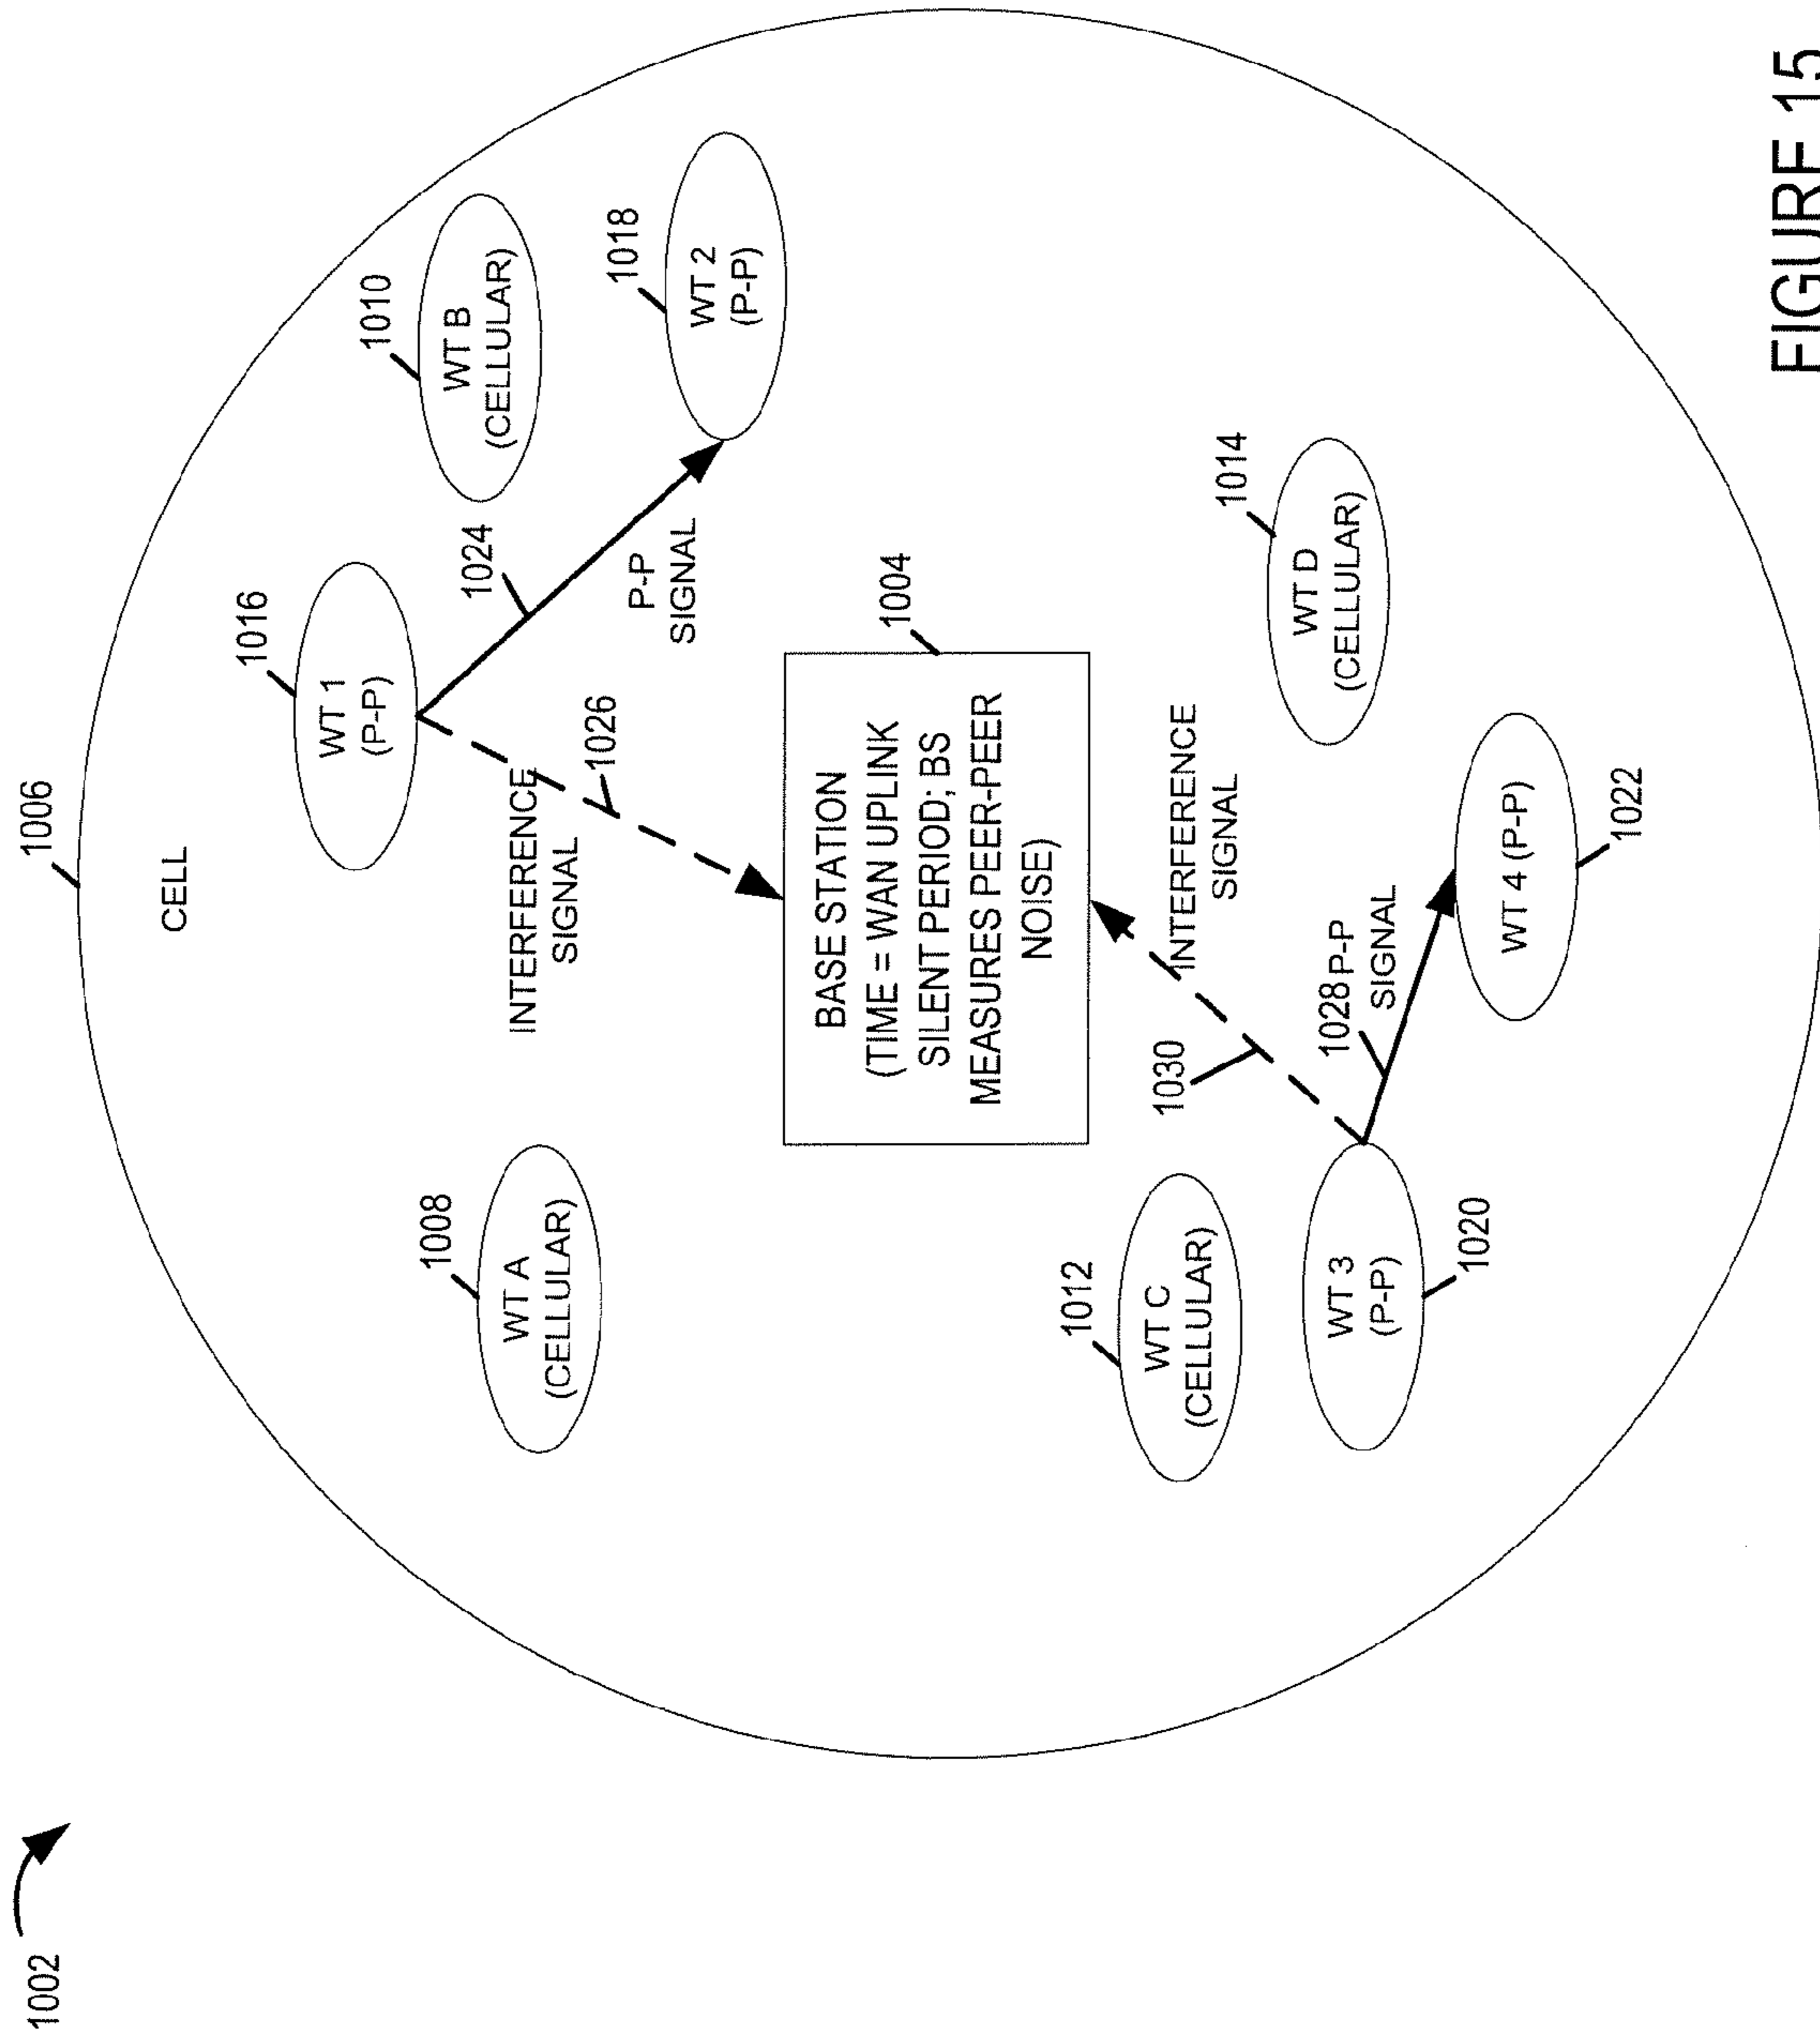 1002
1006
CELL
1016
WT 1
(P-P)
1010
WT B
(CELLULAR)
1008
WT A
(CELLULAR)
1024
1026
INTERFERENCE
SIGNAL
P-P
SIGNAL
1018
WT 2
(P-P)
1004
BASE STATION
(TIME = WAN UPLINK
SILENT PERIOD; BS
MEASURES PEER-PEER
NOISE)
1012
WT C
(CELLULAR)
1030
INTERFERENCE
SIGNAL
1014
WT D
(CELLULAR)
1028 P-P
SIGNAL
WT 3
(P-P)
1020
WT 4 (P-P)
1022
FIGURE 15